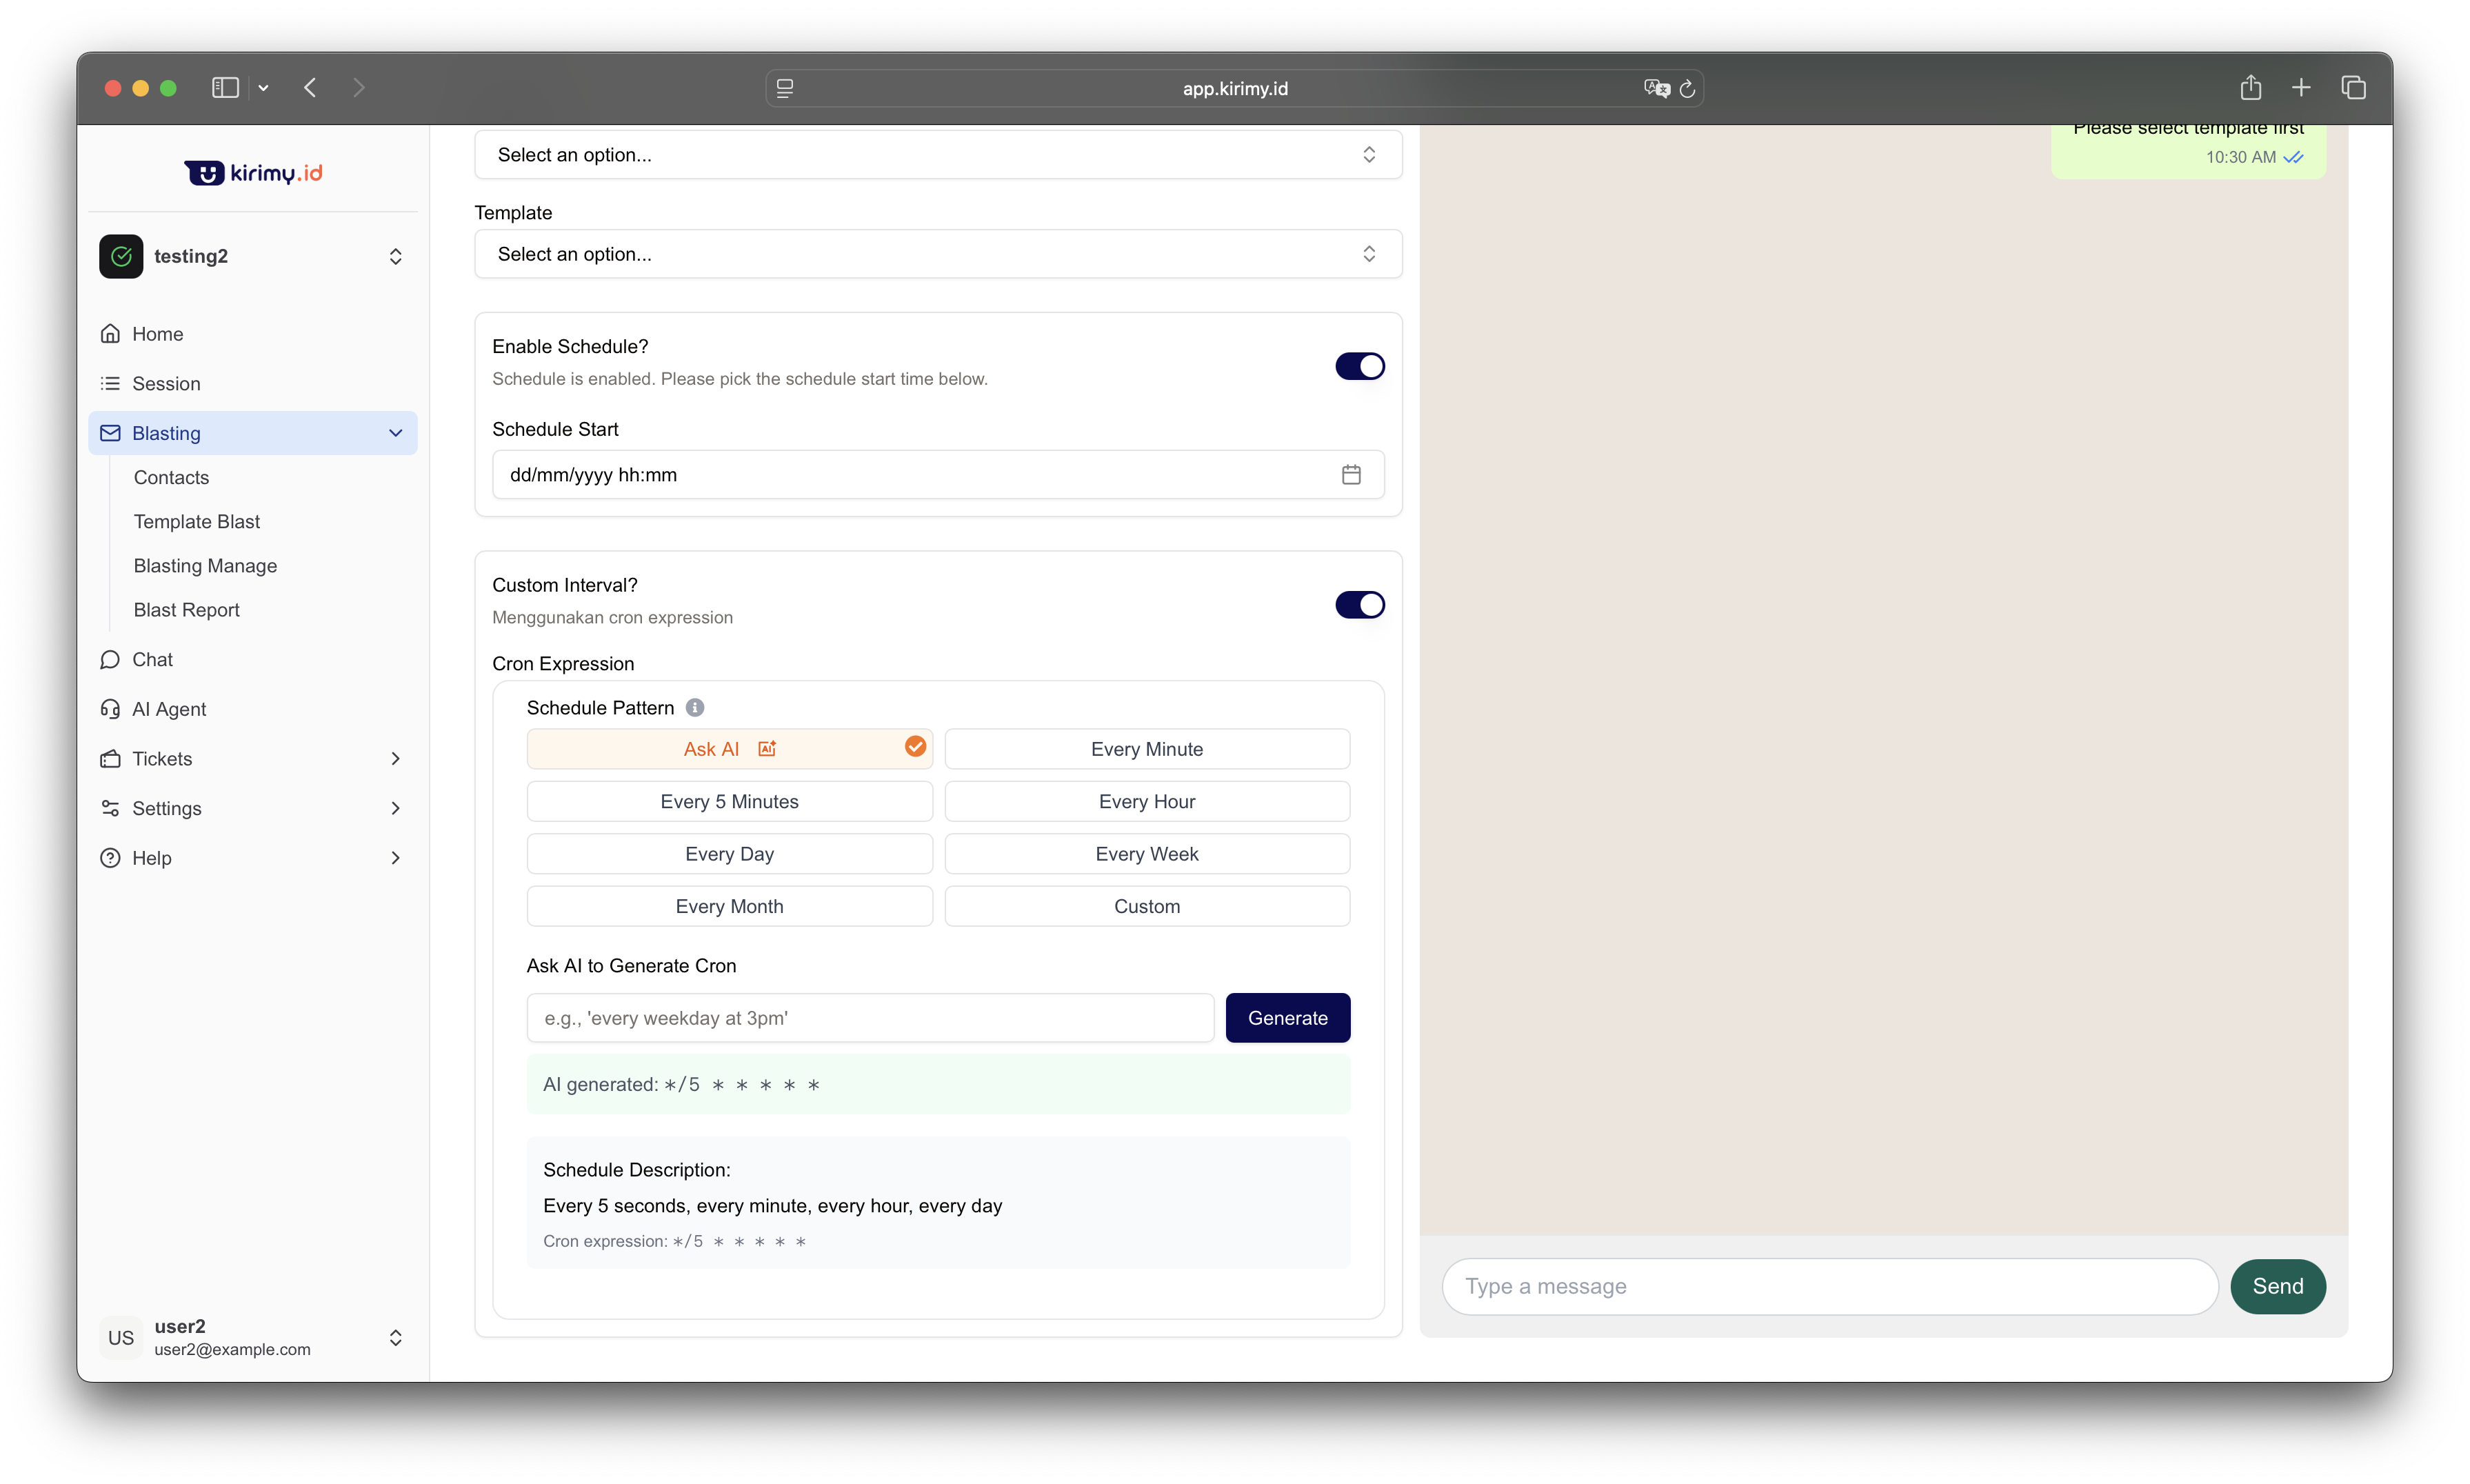 app.kirimy.id
kirimy.id
testing2
Home
Session
Blasting
Contacts
Template Blast
Blasting Manage
Blast Report
Chat
AI Agent
Tickets
Settings
Help
US
user2
user2@example.com
Select an option...
Template
Select an option...
Enable Schedule?
Schedule is enabled. Please pick the schedule start time below.
Schedule Start
dd/mm/yyyy hh:mm
Custom Interval?
Menggunakan cron expression
Cron Expression
Schedule Pattern
Ask AI
Every Minute
Every 5 Minutes
Every Hour
Every Day
Every Week
Every Month
Custom
Ask AI to Generate Cron
e.g., 'every weekday at 3pm'
Generate
AI generated: */5 * * * * *
Schedule Description:
Every 5 seconds, every minute, every hour, every day
Cron expression: */5 * * * * *
Please select template first
10:30 AM
Type a message
Send